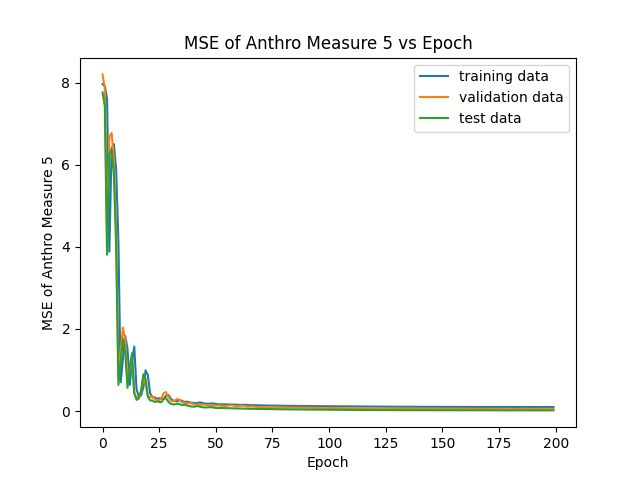 MSE of Anthro Measure 5 vs Epoch
training data
validation data
test data
MSE of Anthro Measure 5
8
6
4
2
0
0 25 50 75 100 125 150 175 200
Epoch